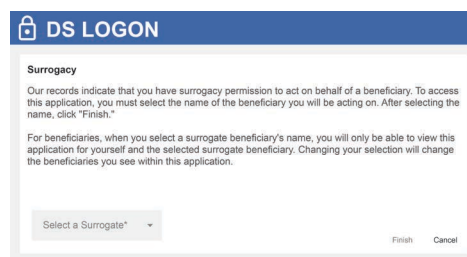 DS LOGON
Surrogacy
Our records indicate that you have surrogacy permission to act on behalf of a beneficiary. To access
this application, you must select the name of the beneficiary you will be acting on. After selecting the
name, click "Finish."
For beneficiaries, when you select a surrogate beneficiary's name, you will only be able to view this
application for yourself and the selected surrogate beneficiary. Changing your selection will change
the beneficiaries you see within this application.
Select a Surrogate*
Finish Cancel